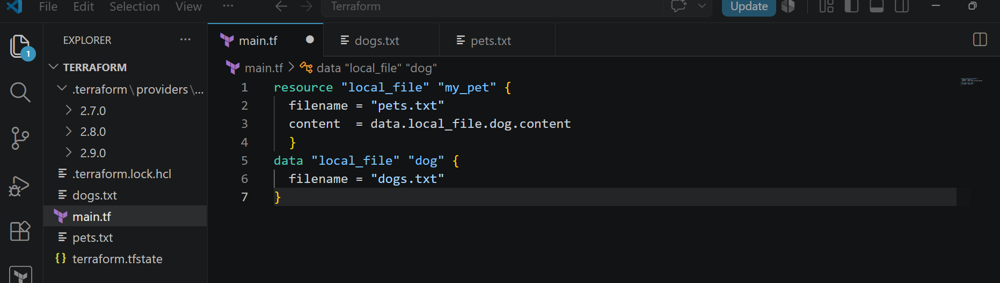 File Edit Selection View ... Terraform Update
EXPLORER ...
main.tf dogs.txt pets.txt
1
TERRAFORM
main.tf > data "local_file" "dog"
.terraform\providers\...
2.7.0
2.8.0
2.9.0
.terraform.lock.hcl
dogs.txt
main.tf
pets.txt
{} terraform.tfstate
1 resource "local_file" "my_pet" {
2   filename = "pets.txt"
3   content  = data.local_file.dog.content
4   }
5 data "local_file" "dog" {
6   filename = "dogs.txt"
7 }